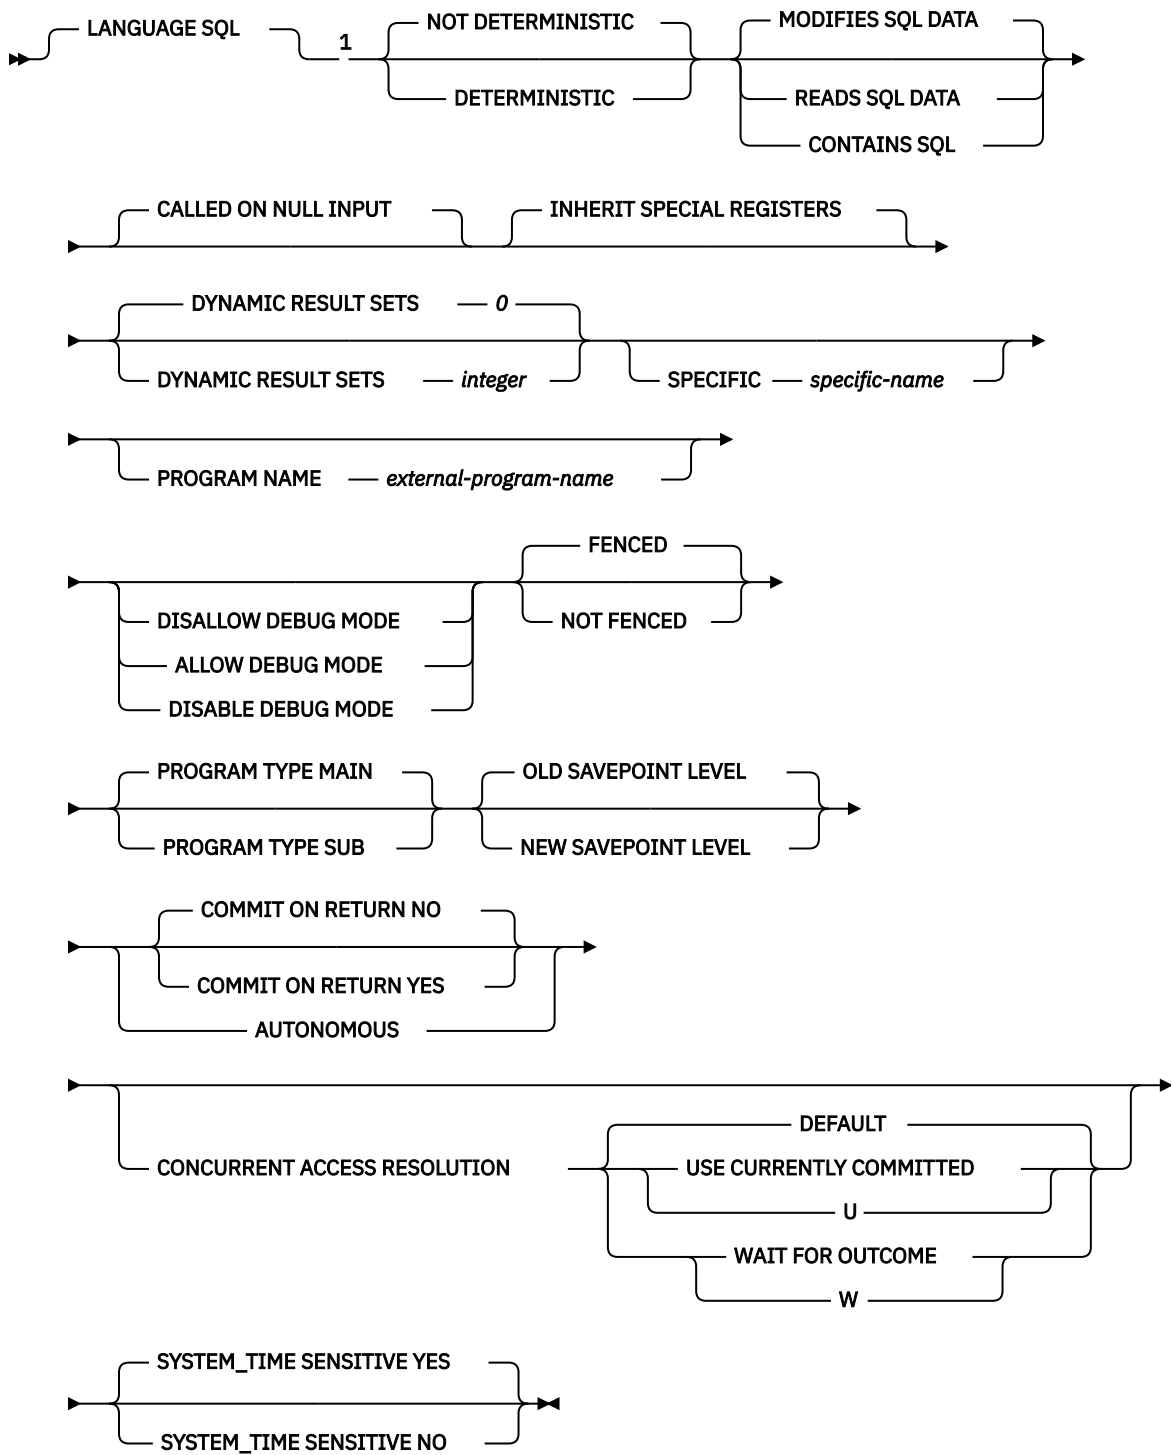 LANGUAGE SQL 1 NOT DETERMINISTIC MODIFIES SQL DATA
DETERMINISTIC READS SQL DATA
CONTAINS SQL
CALLED ON NULL INPUT INHERIT SPECIAL REGISTERS
DYNAMIC RESULT SETS 0
DYNAMIC RESULT SETS integer SPECIFIC specific-name
PROGRAM NAME external-program-name
FENCED
DISALLOW DEBUG MODE NOT FENCED
ALLOW DEBUG MODE
DISABLE DEBUG MODE
PROGRAM TYPE MAIN OLD SAVEPOINT LEVEL
PROGRAM TYPE SUB NEW SAVEPOINT LEVEL
COMMIT ON RETURN NO
COMMIT ON RETURN YES
AUTONOMOUS
DEFAULT
CONCURRENT ACCESS RESOLUTION USE CURRENTLY COMMITTED
U
WAIT FOR OUTCOME
W
SYSTEM_TIME SENSITIVE YES
SYSTEM_TIME SENSITIVE NO